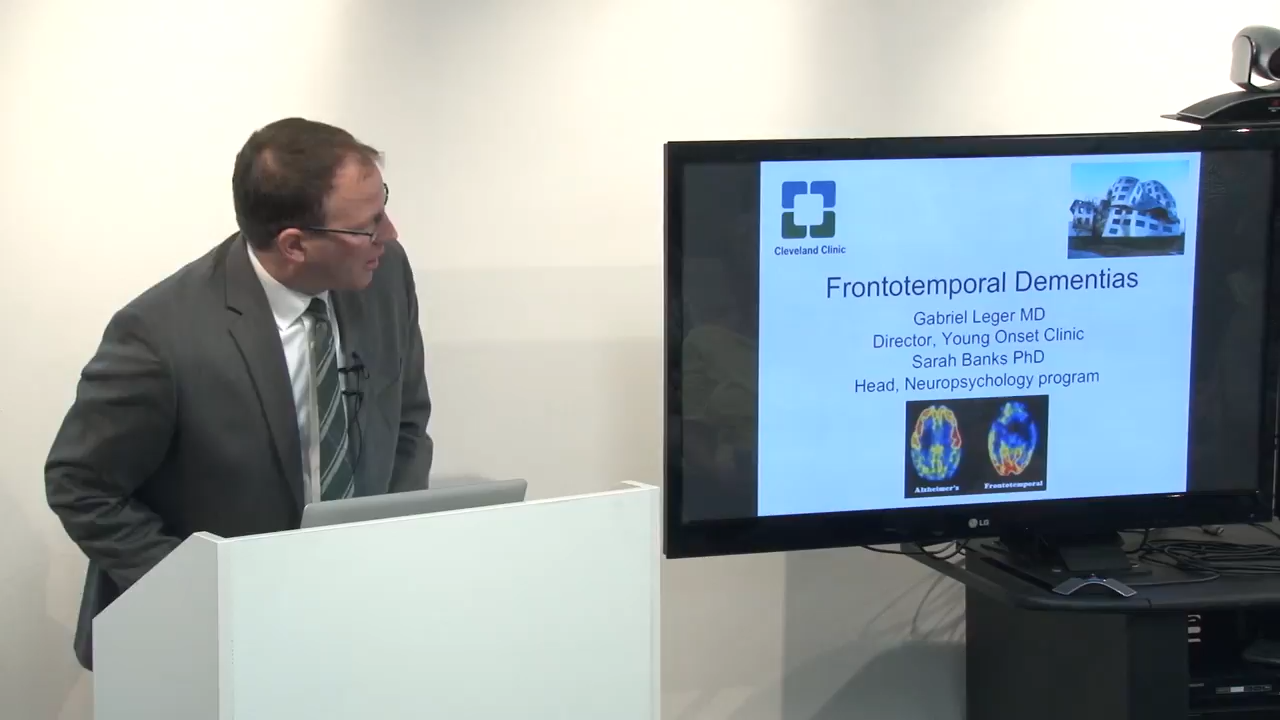 Cleveland Clinic
Frontotemporal Dementias
Gabriel Leger MD
Director, Young Onset Clinic
Sarah Banks PhD
Head, Neuropsychology program
Alzheimer's
Frontotemporal
LG